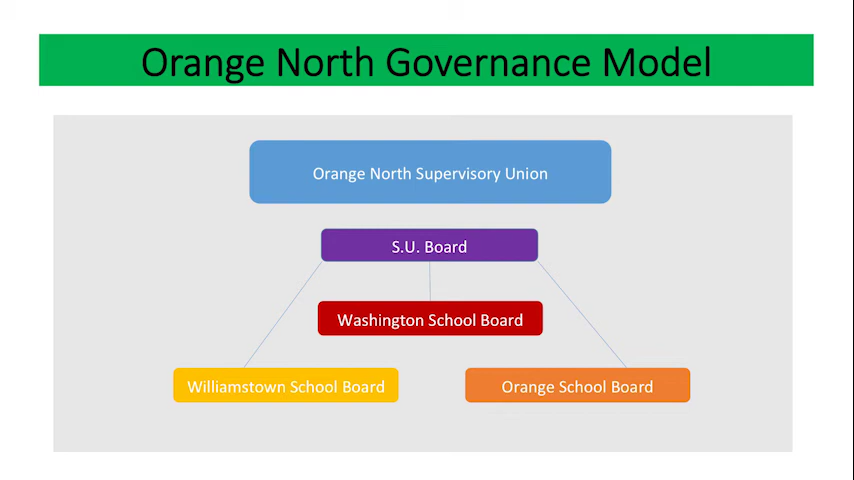 Orange North Governance Model
Orange North Supervisory Union
S.U. Board
Washington School Board
Williamstown School Board
Orange School Board